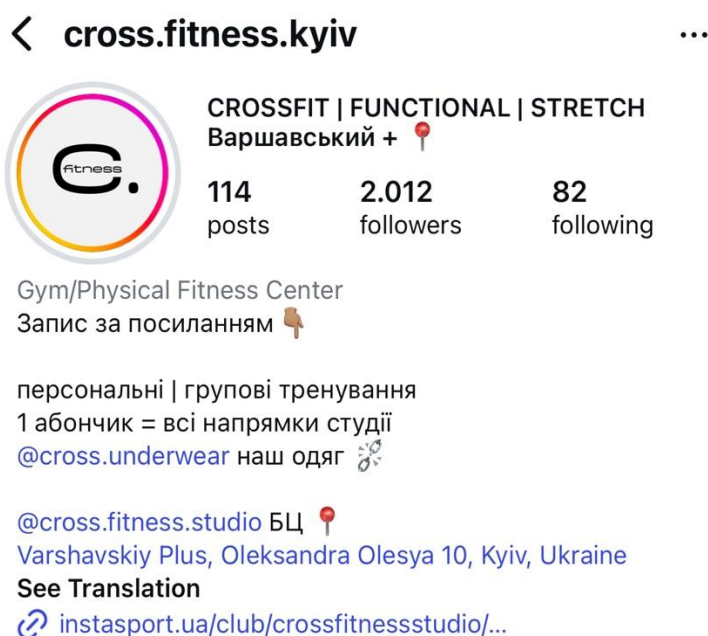 cross.fitness.kyiv
CROSSFIT | FUNCTIONAL | STRETCH
Варшавський + 📍
fitness
C.
114 2.012 82
posts followers following
Gym/Physical Fitness Center
Запис за посиланням 👇🏽
персональні | групові тренування
1 абончик = всі напрямки студії
@cross.underwear наш одяг ⛓️‍💥
@cross.fitness.studio БЦ 📍
Varshavskiy Plus, Oleksandra Olesya 10, Kyiv, Ukraine
See Translation
instasport.ua/club/crossfitnessstudio/...